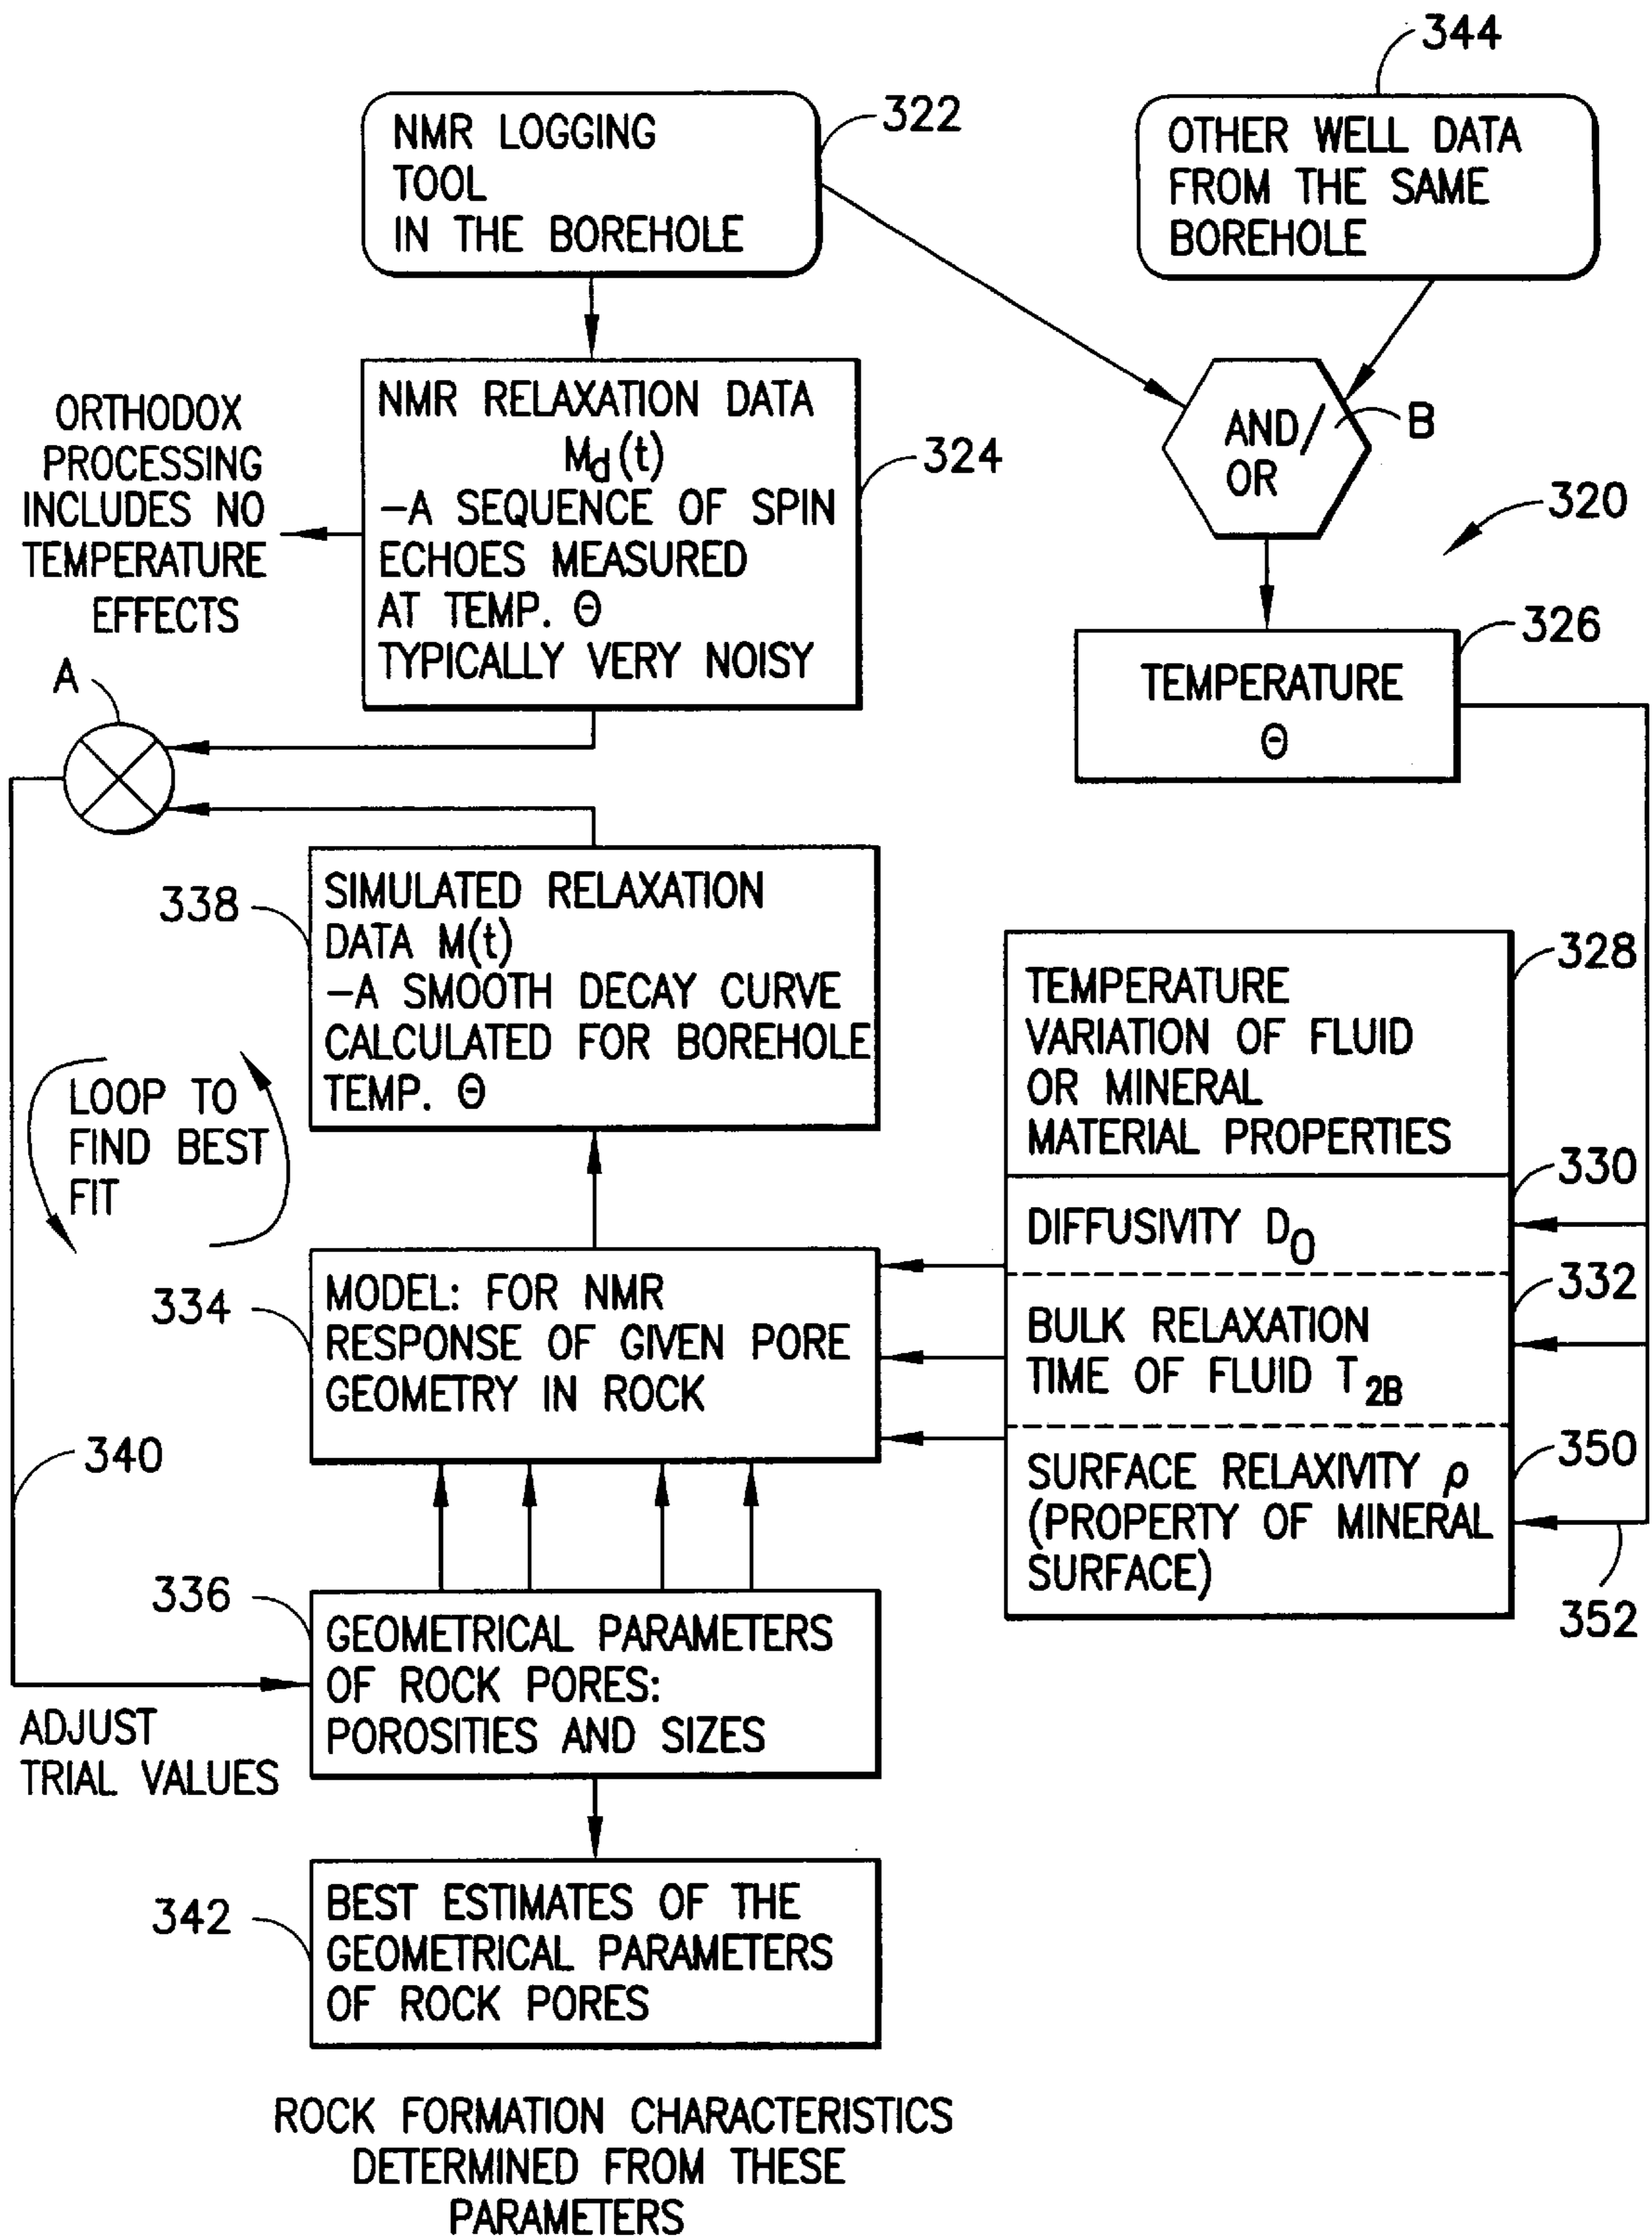 344
NMR LOGGING
TOOL
IN THE BOREHOLE
322
OTHER WELL DATA
FROM THE SAME
BOREHOLE
ORTHODOX
PROCESSING
INCLUDES NO
TEMPERATURE
EFFECTS
NMR RELAXATION DATA
Md(t)
–A SEQUENCE OF SPIN
ECHOES MEASURED
AT TEMP. Θ
TYPICALLY VERY NOISY
324
AND/
OR
B
320
326
TEMPERATURE
Θ
A
338
SIMULATED RELAXATION
DATA M(t)
–A SMOOTH DECAY CURVE
CALCULATED FOR BOREHOLE
TEMP. Θ
LOOP TO
FIND BEST
FIT
328
TEMPERATURE
VARIATION OF FLUID
OR MINERAL
MATERIAL PROPERTIES
330
DIFFUSIVITY D0
332
BULK RELAXATION
TIME OF FLUID T2B
350
SURFACE RELAXIVITY ρ
(PROPERTY OF MINERAL
SURFACE)
352
334
MODEL: FOR NMR
RESPONSE OF GIVEN PORE
GEOMETRY IN ROCK
340
336
GEOMETRICAL PARAMETERS
OF ROCK PORES:
POROSITIES AND SIZES
ADJUST
TRIAL VALUES
342
BEST ESTIMATES OF THE
GEOMETRICAL PARAMETERS
OF ROCK PORES
ROCK FORMATION CHARACTERISTICS
DETERMINED FROM THESE
PARAMETERS